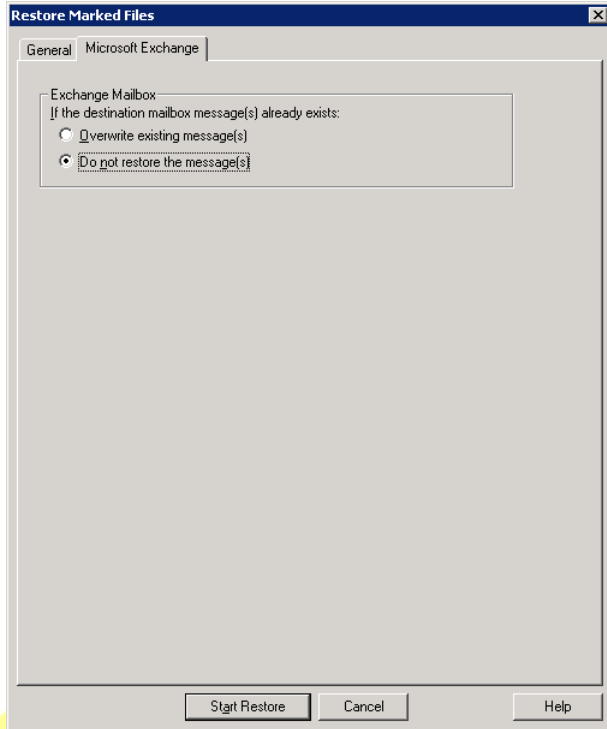 Restore Marked Files
General
Microsoft Exchange
Exchange Mailbox
If the destination mailbox message(s) already exists:
Overwrite existing message(s)
Do not restore the message(s)
Start Restore
Cancel
Help